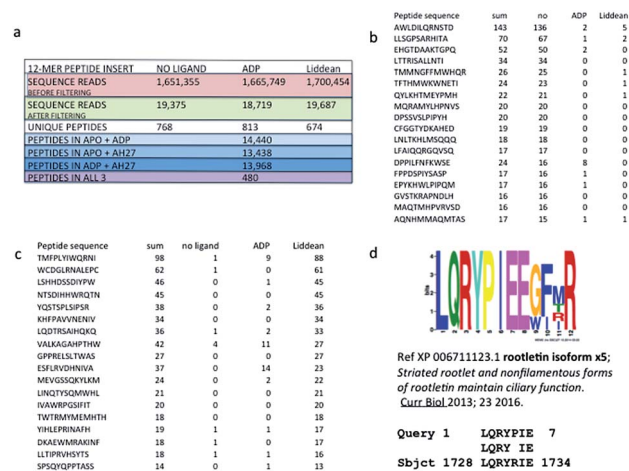 a
12-MER PEPTIDE INSERT NO LIGAND ADP Liddean
SEQUENCE READS 1,651,355 1,665,749 1,700,454
BEFORE FILTERING
SEQUENCE READS 19,375 18,719 19,687
AFTER FILTERING
UNIQUE PEPTIDES 768 813 674
PEPTIDES IN APO + ADP 14,440
PEPTIDES IN APO + AH27 13,438
PEPTIDES IN ADP + AH27 13,968
PEPTIDES IN ALL 3 480
b
Peptide sequence sum no ADP Liddean
AWLDILQRNSTD 143 136 2 5
LLSGPSARHITA 70 67 1 2
EHGTDAAKTGPQ 52 50 2 0
LTTRISALLNTI 34 34 0 0
TMMNGFFMWHQR 26 25 0 1
TFTHMWKWNETI 24 23 0 1
QYLKHTMEYPMH 22 21 0 1
MQRAMYLHPNVS 20 20 0 0
DPSSVSLPIPYH 20 20 0 0
CFGGTYDKAHED 19 19 0 0
LNLTKHLMSQQQ 18 18 0 0
LFAIQQRGQVSQ 17 17 0 0
DPPILFNFKWSE 24 16 8 0
FPPDSPIYSASP 17 16 1 0
EPYKHWLPIPQM 17 16 1 0
GVSTKRAPNDLH 16 16 0 0
MAQTMHPVRVSD 16 16 0 0
AQNHMMAQMTAS 17 15 1 1
c
Peptide sequence sum no ligand ADP Liddean
TMFPLYIWQRNI 98 1 9 88
WCDGLRNALEPC 62 1 0 61
LSHHDSSDIYPW 46 0 1 45
NTSDIHHWRQTN 45 0 0 45
YQSTSPLSIPSR 38 0 2 36
KHFPAVVNENIV 34 0 0 34
LQDTRSAIHQKQ 36 1 2 33
VALKAGAHPTHW 42 4 11 27
GPPRELSLTWAS 27 0 0 27
ESFLRVDHNIVA 37 0 14 23
MEVGSSQKYLKM 24 0 2 22
LINQTYSQMWHL 21 0 0 21
IVAWRPGSIFIT 20 0 0 20
TWTRMYMEMHTH 18 0 0 18
YIHLEPRINAFH 19 1 1 17
DKAEWMRAKINF 18 1 0 17
LLTIPRVHSYTS 18 1 1 16
SPSQYQPPTASS 14 0 1 13
d
Ref XP 006711123.1 rootletin isoform x5;
Striated rootlet and nonfilamentous forms
of rootletin maintain ciliary function.
Curr Biol 2013; 23 2016.
Query 1 LQRYPIE 7
LQRY IE
Sbjct 1728 LQRYRIE 1734